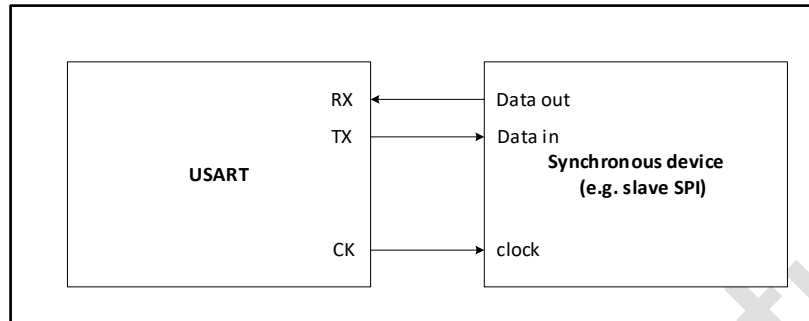 RX
Data out
TX
Data in
USART
Synchronous device
(e.g. slave SPI)
CK
clock